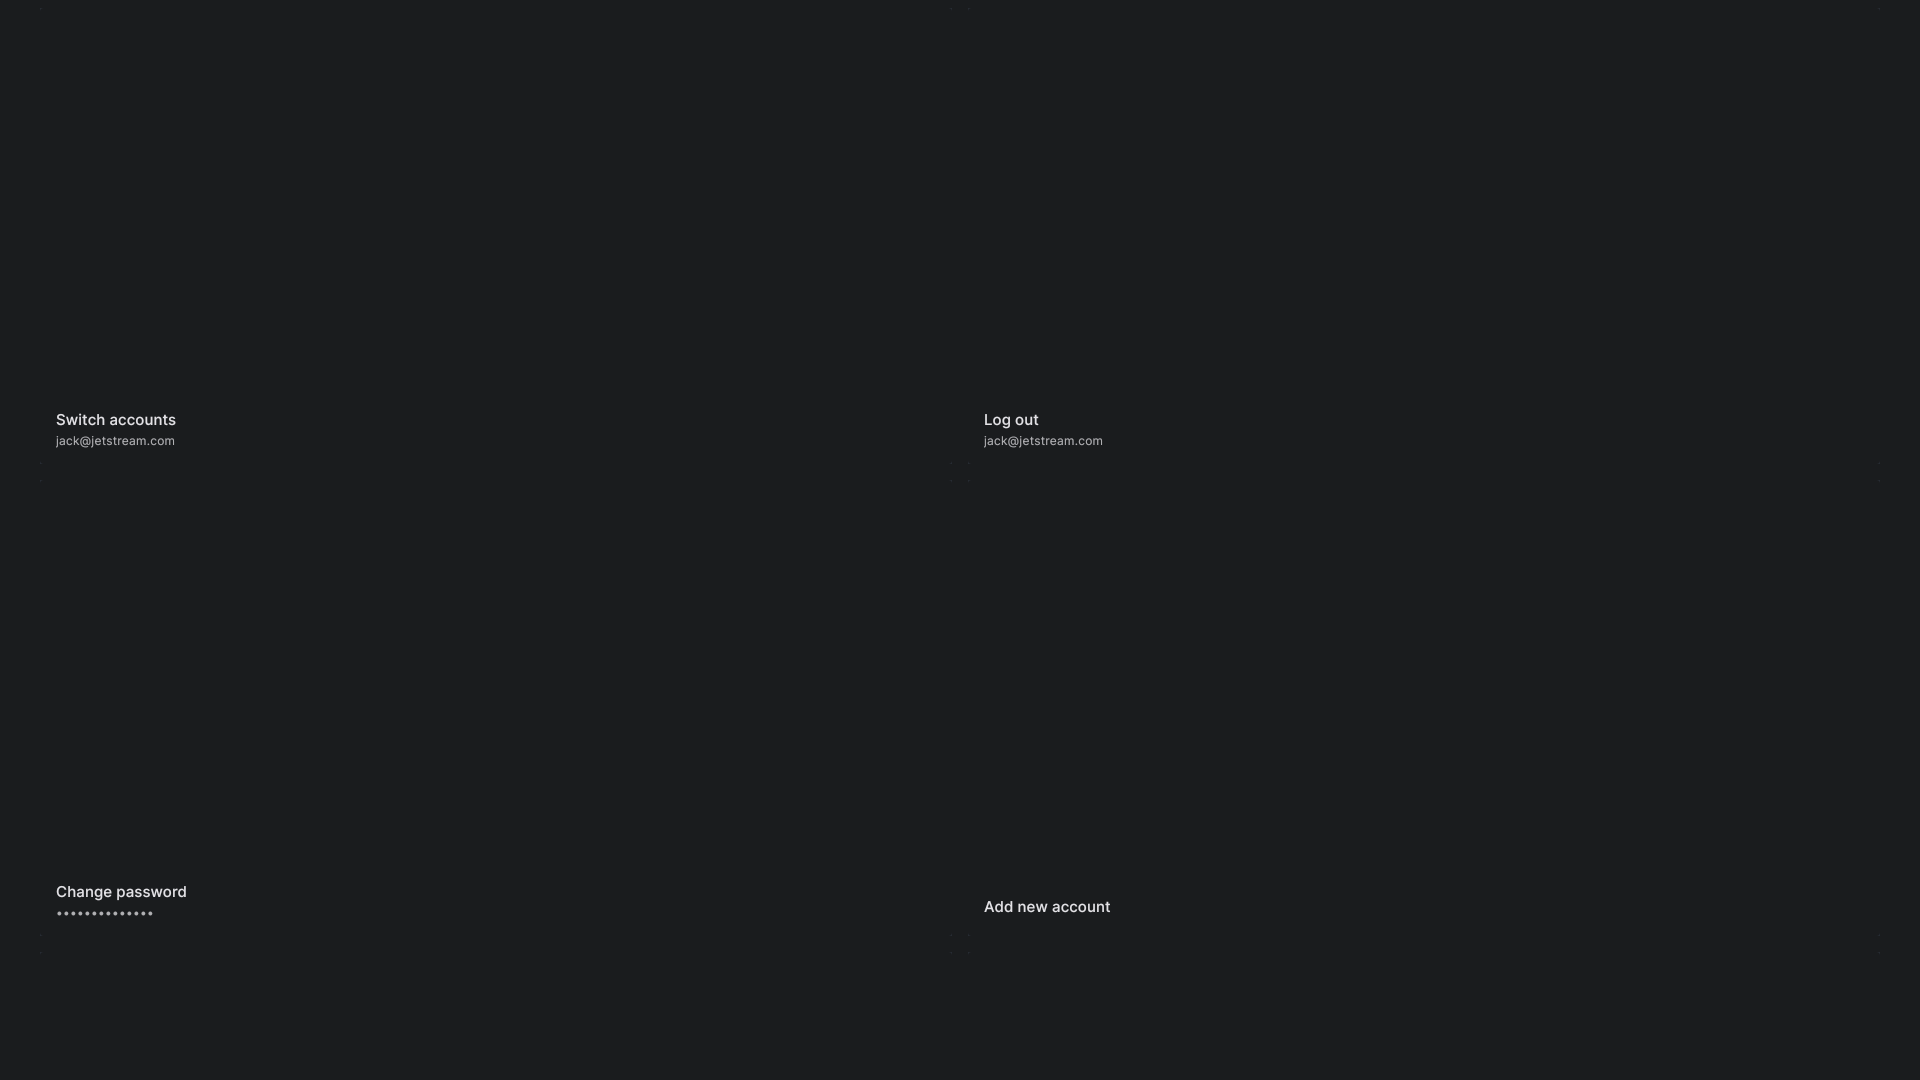 Switch accounts
jack@jetstream.com
Log out
jack@jetstream.com
Change password
••••••••••••••
Add new account